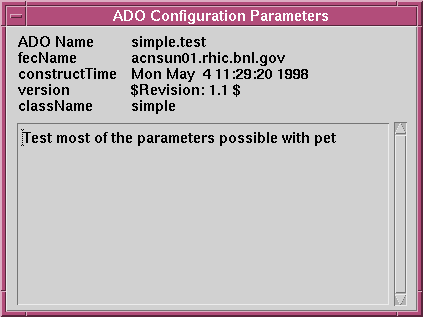 ADO Configuration Parameters
ADO Name simple.test
fecName acnsun01.rhic.bnl.gov
constructTime Mon May 4 11:29:20 1998
version $Revision: 1.1 $
className simple
Test most of the parameters possible with pet